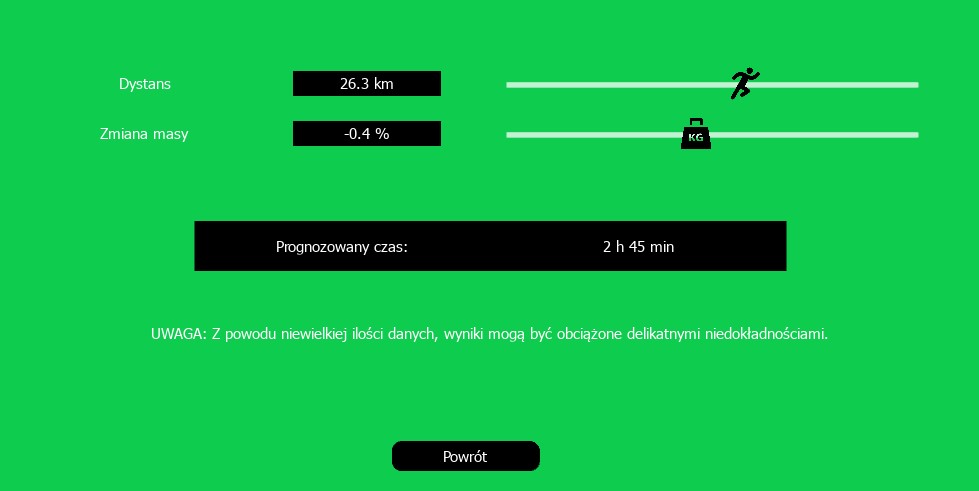 Dystans 26.3 km
Zmiana masy -0.4 % KG
Prognozowany czas: 2 h 45 min
UWAGA: Z powodu niewielkiej ilości danych, wyniki mogą być obciążone delikatnymi niedokładnościami.
Powrót